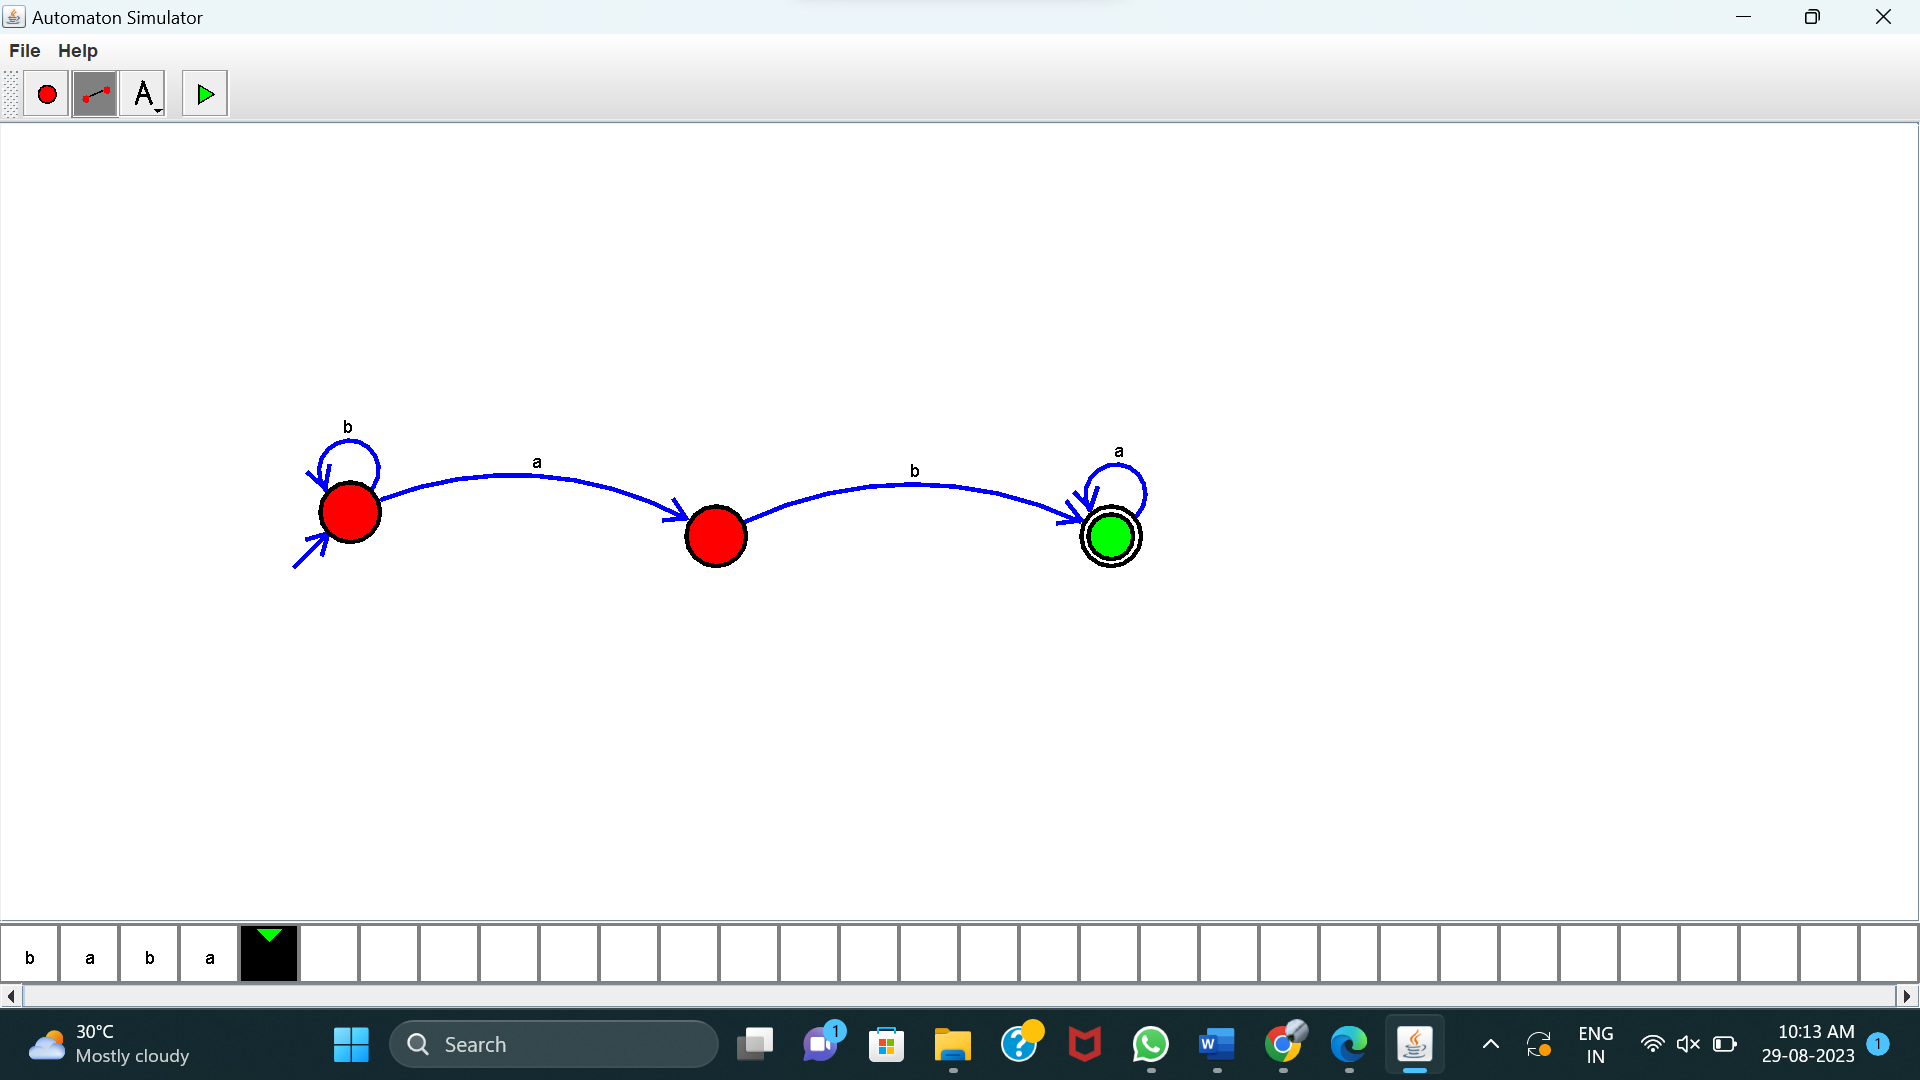 Automaton Simulator
File Help
A
b
a
b
a
b a b a
30°C
Mostly cloudy
Search
1
W
ENG
IN
10:13 AM
29-08-2023
1